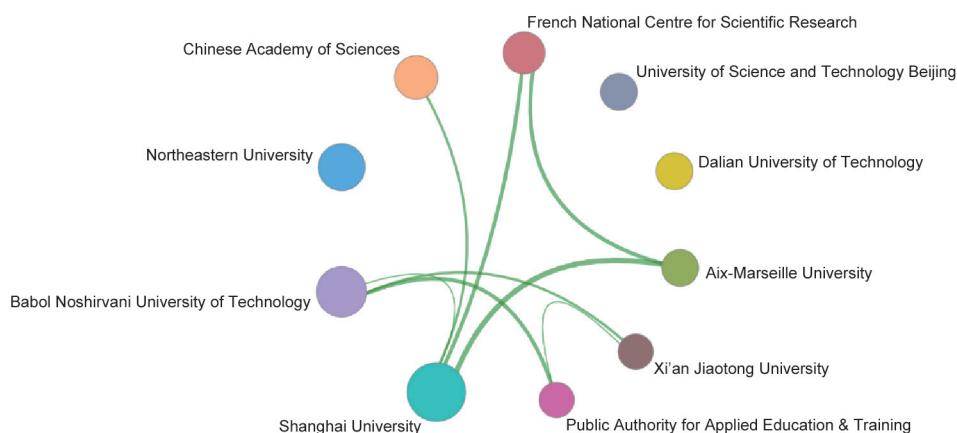 French National Centre for Scientific Research
Chinese Academy of Sciences
University of Science and Technology Beijing
Northeastern University
Dalian University of Technology
Aix-Marseille University
Babol Noshirvani University of Technology
Xi'an Jiaotong University
Shanghai University
Public Authority for Applied Education & Training